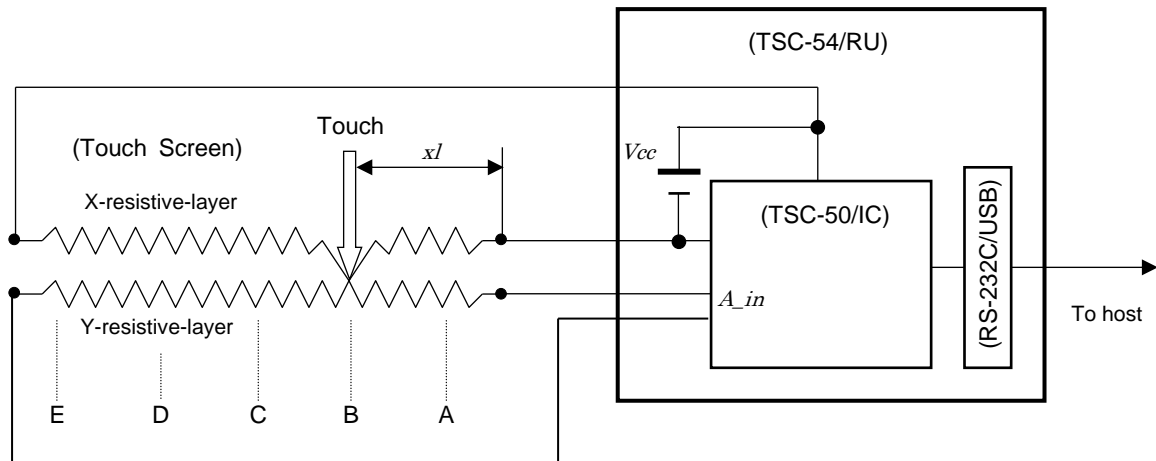 (TSC-54/RU)
Touch
(Touch Screen)
x1
Vcc
X-resistive-layer
(TSC-50/IC)
(RS-232C/USB)
A_in
To host
Y-resistive-layer
E D C B A